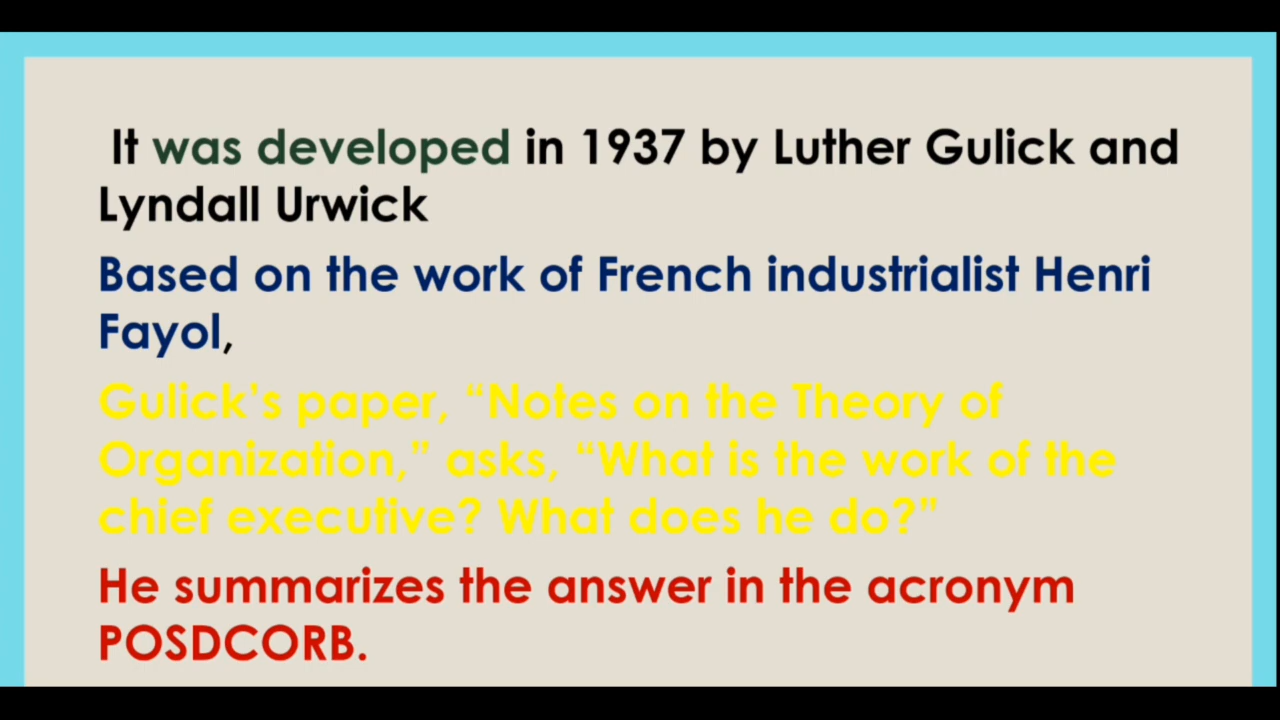 It was developed in 1937 by Luther Gulick and
Lyndall Urwick
Based on the work of French industrialist Henri
Fayol,
Gulick’s paper, “Notes on the Theory of
Organization,” asks, “What is the work of the
chief executive? What does he do?”
He summarizes the answer in the acronym
POSDCORB.